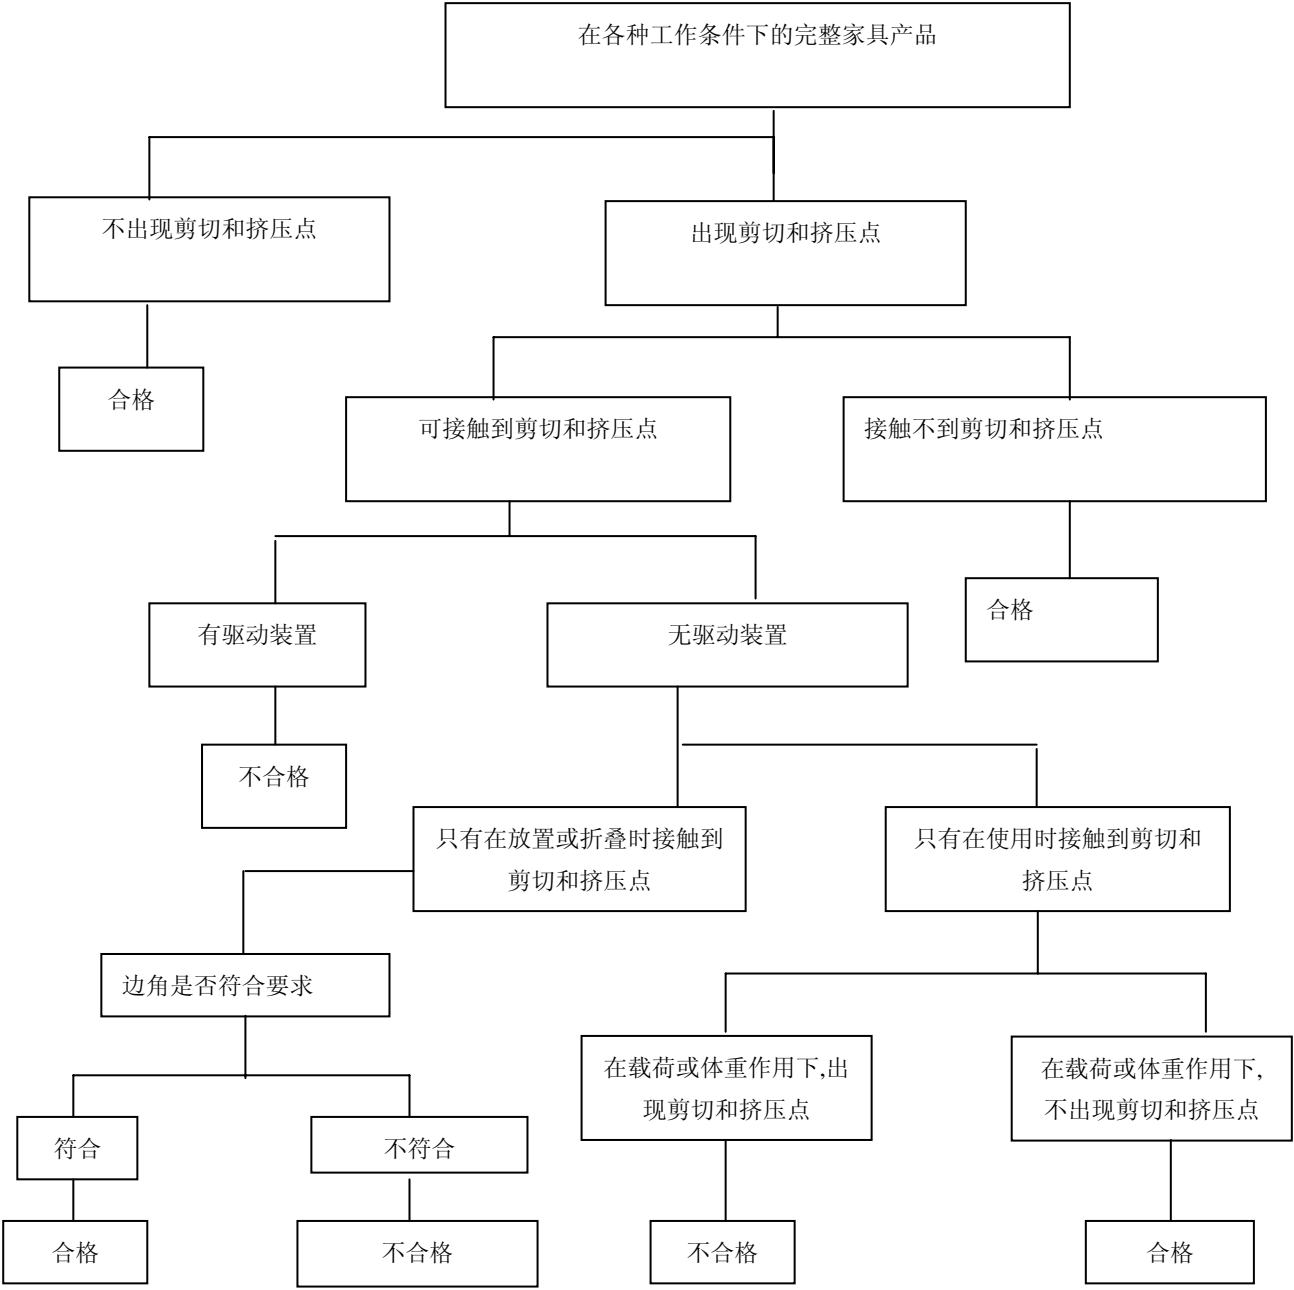 在各种工作条件下的完整家具产品
不出现剪切和挤压点
出现剪切和挤压点
合格
可接触到剪切和挤压点
接触不到剪切和挤压点
有驱动装置
无驱动装置
合格
不合格
只有在放置或折叠时接触到
剪切和挤压点
只有在使用时接触到剪切和
挤压点
边角是否符合要求
在载荷或体重作用下,出
现剪切和挤压点
在载荷或体重作用下,
不出现剪切和挤压点
符合
不符合
合格
不合格
不合格
合格